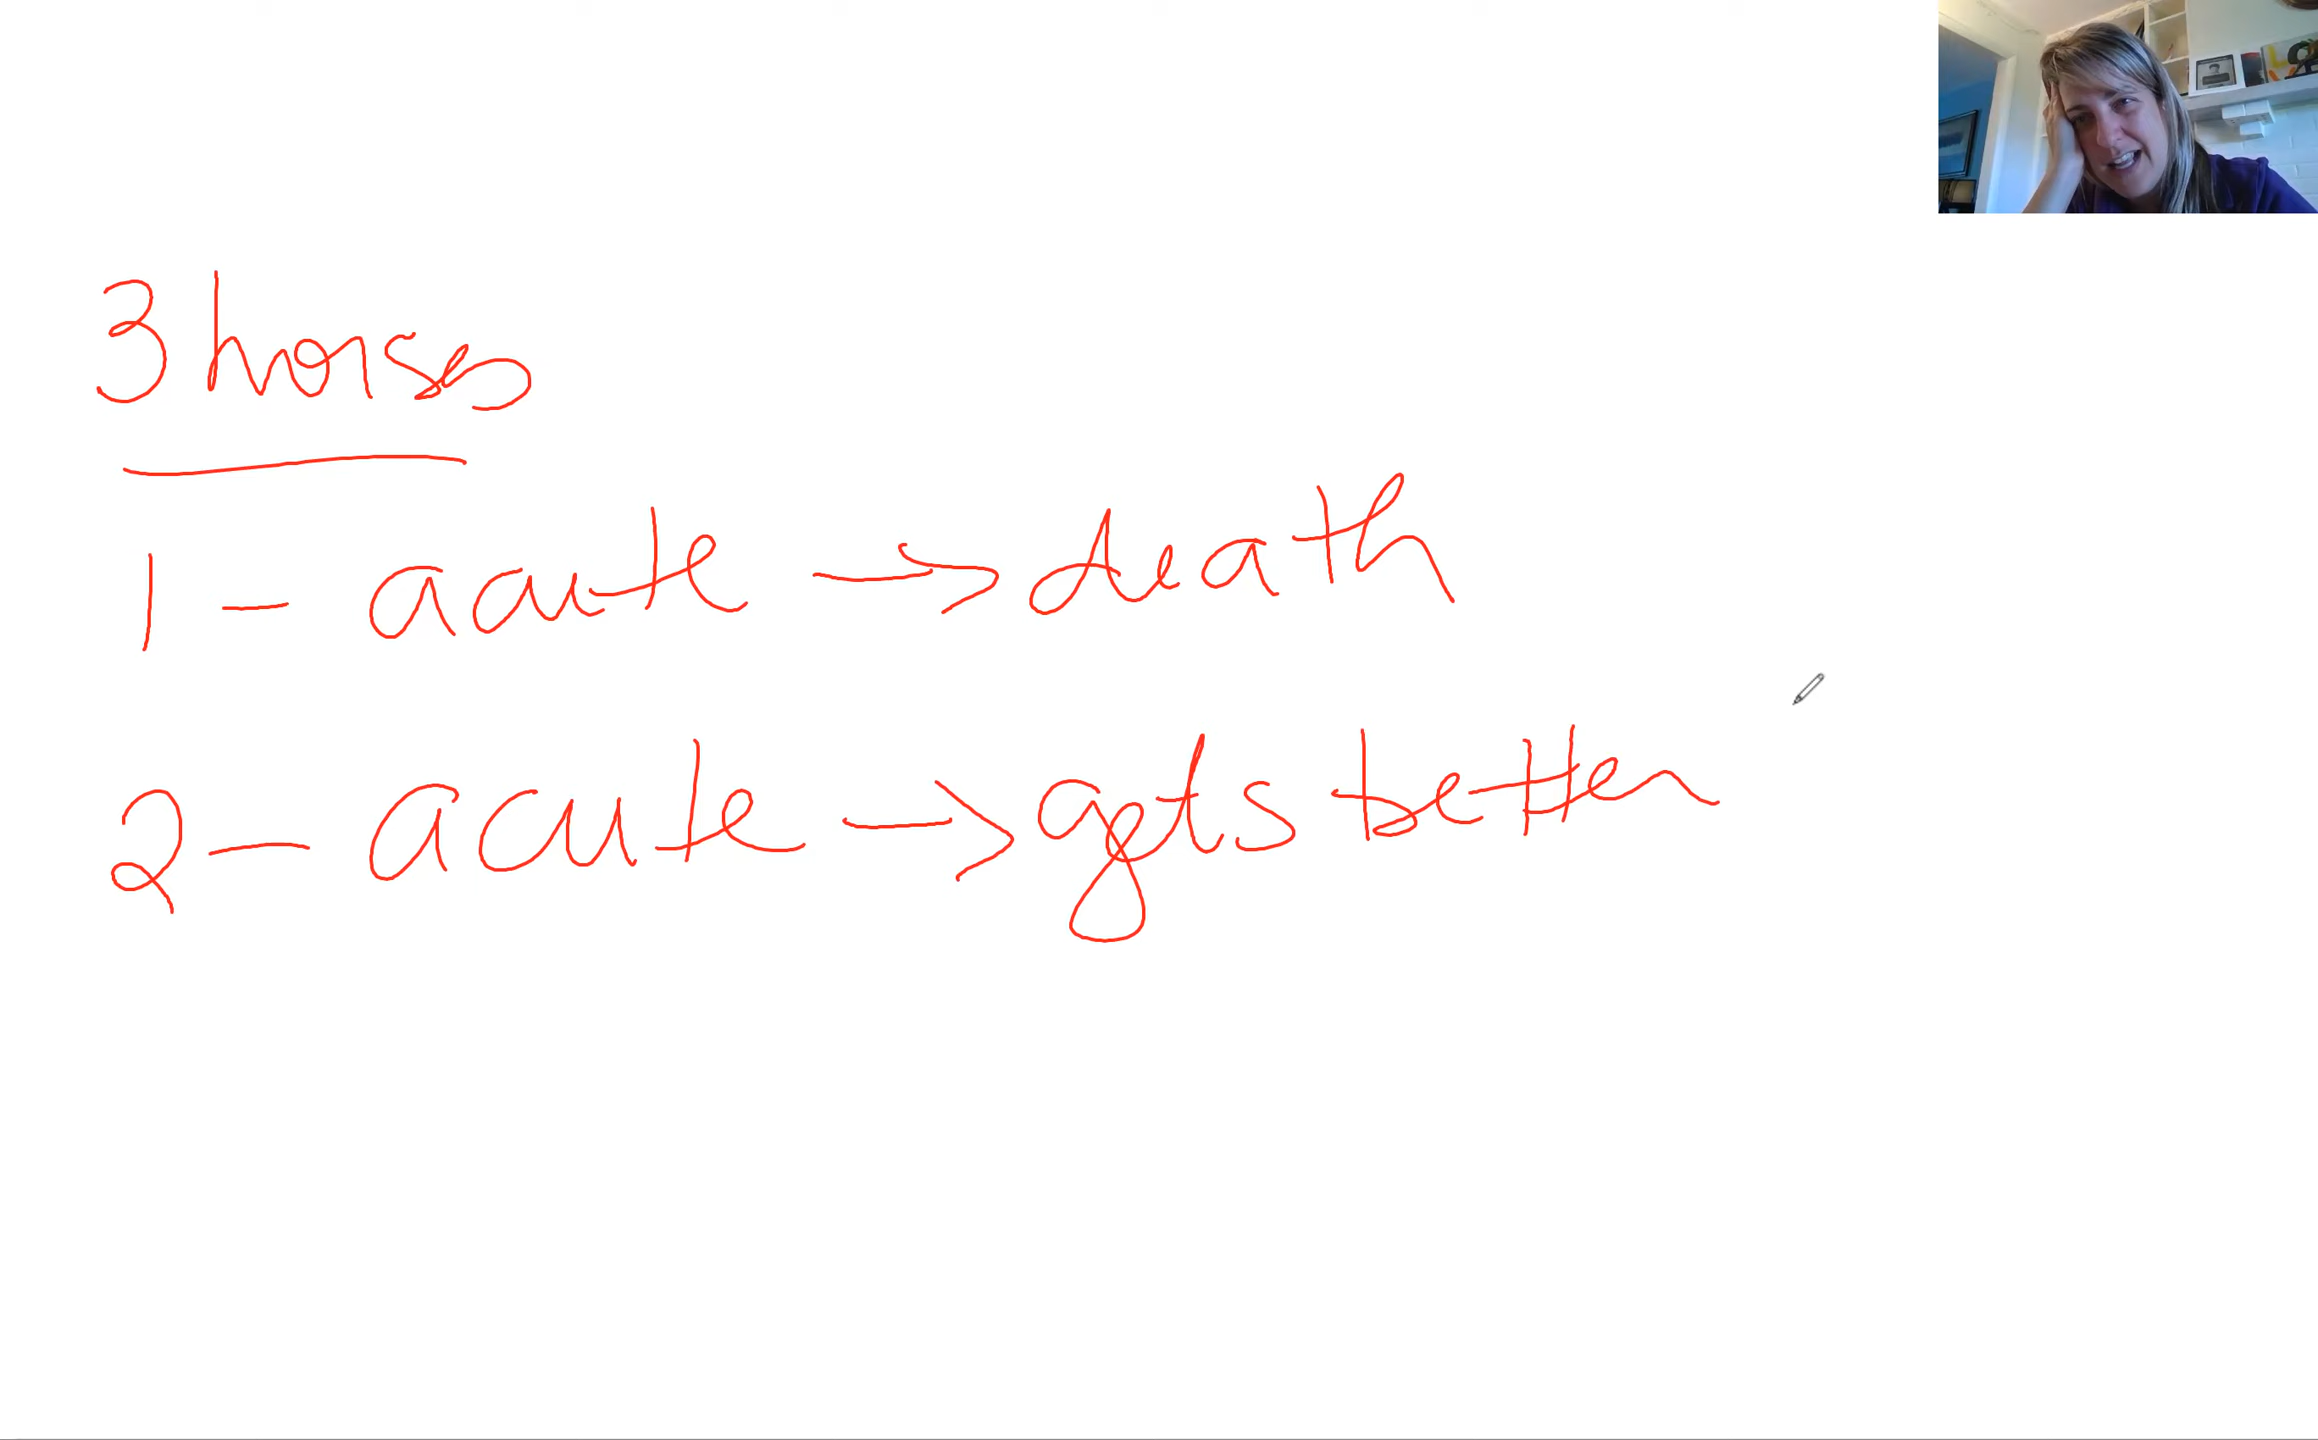 3 horses
1 - acute → death
2 - acute → gets better